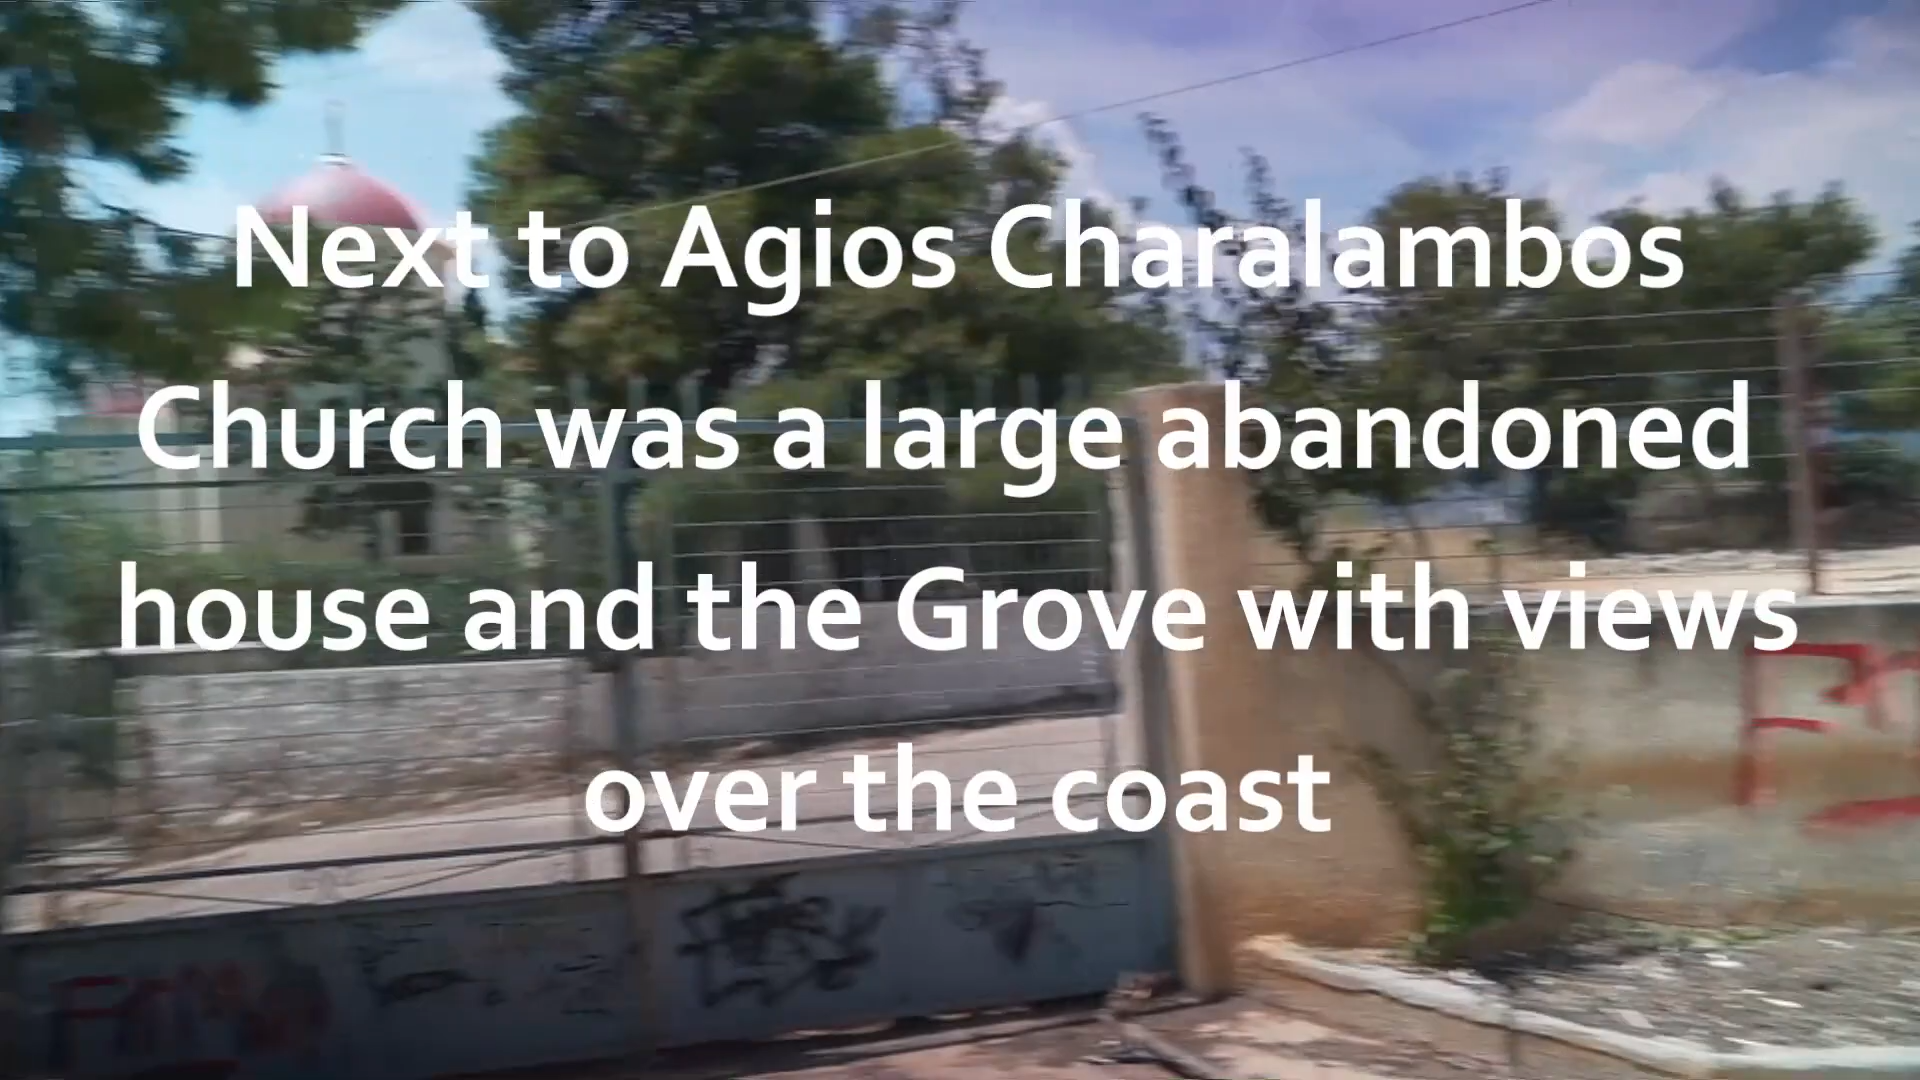 Next to Agios Charalambos
Church was a large abandoned
house and the Grove with views
over the coast